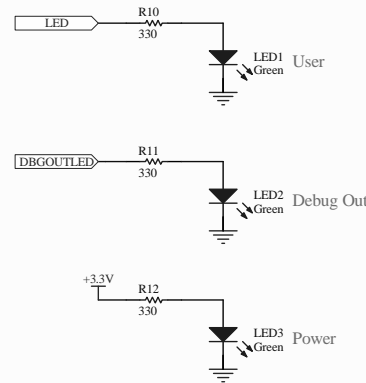 R10
LED
330
LED1
Green
User
R11
DBGOUTLED
330
LED2
Green
Debug Out
+3.3V
R12
330
LED3
Green
Power